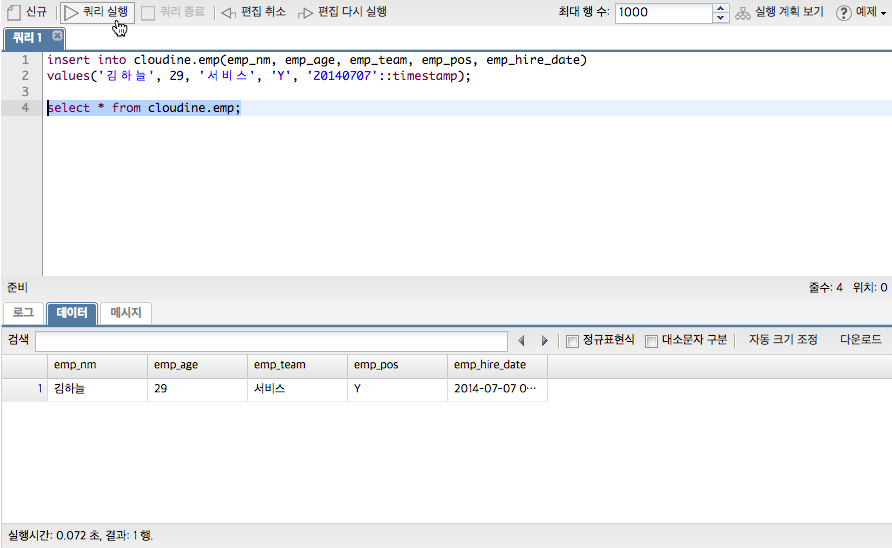 신규 쿼리 실행 쿼리 종료 편집 취소 편집 다시 실행 최대 행 수: 1000 실행 계획 보기 ? 예제
쿼리 1
1 insert into cloudine.emp(emp_nm, emp_age, emp_team, emp_pos, emp_hire_date)
2 values('김하늘', 29, '서비스', 'Y', '20140707'::timestamp);
3
4 select * from cloudine.emp;
준비 줄수: 4 위치: 0
로그 데이터 메시지
검색 정규표현식 대소문자 구분 자동 크기 조정 다운로드
emp_nm emp_age emp_team emp_pos emp_hire_date
1 김하늘 29 서비스 Y 2014-07-07 0···
실행시간: 0.072 초, 결과: 1 행.